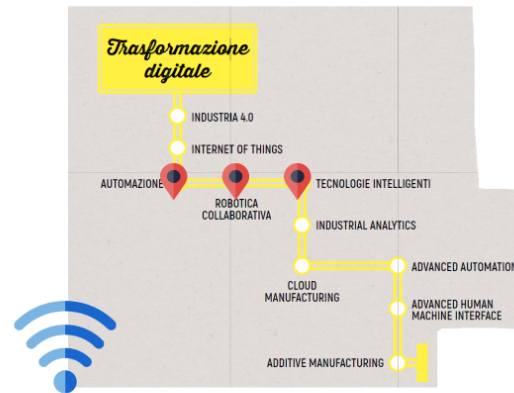 Trasformazione
digitale
INDUSTRIA 4.0
INTERNET OF THINGS
AUTOMAZIONE
ROBOTICA
COLLABORATIVA
TECNOLOGIE INTELLIGENTI
INDUSTRIAL ANALYTICS
CLOUD
MANUFACTURING
ADVANCED AUTOMATION
ADVANCED HUMAN
MACHINE INTERFACE
ADDITIVE MANUFACTURING